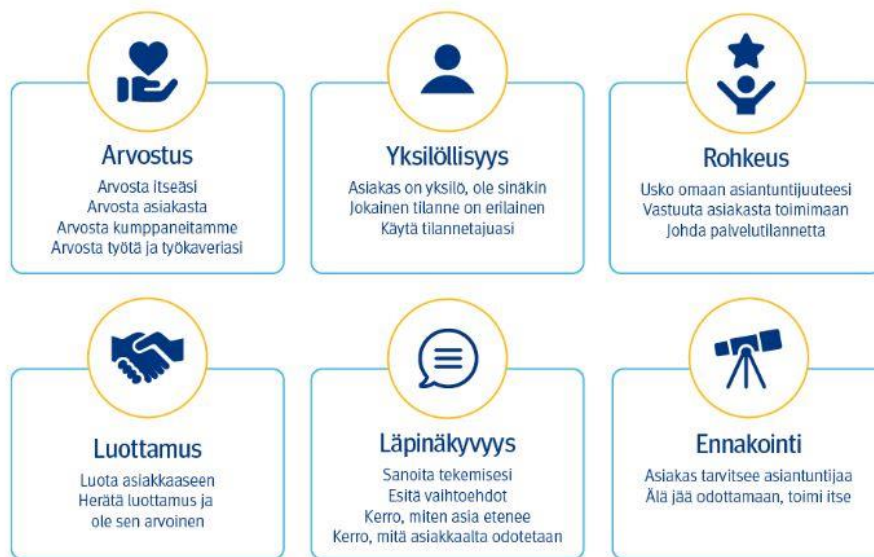 Arvostus
Arvosta itseäsi
Arvosta asiakasta
Arvosta kumppaneitamme
Arvosta työtä ja työkaveriasi
Yksilöllisyys
Asiakas on yksilö, ole sinäkin
Jokainen tilanne on erilainen
Käytä tilannetajuasi
Rohkeus
Usko omaan asiantuntijuuteesi
Vastuuta asiakasta toimimaan
Johda palvelutilannetta
Luottamus
Luota asiakkaaseen
Herätä luottamus ja
ole sen arvoinen
Läpinäkyvyys
Sanoita tekemisesi
Esitä vaihtoehdot
Kerro, miten asia etenee
Kerro, mitä asiakkaalta odotetaan
Ennakointi
Asiakas tarvitsee asiantuntijaa
Älä jää odottamaan, toimi itse